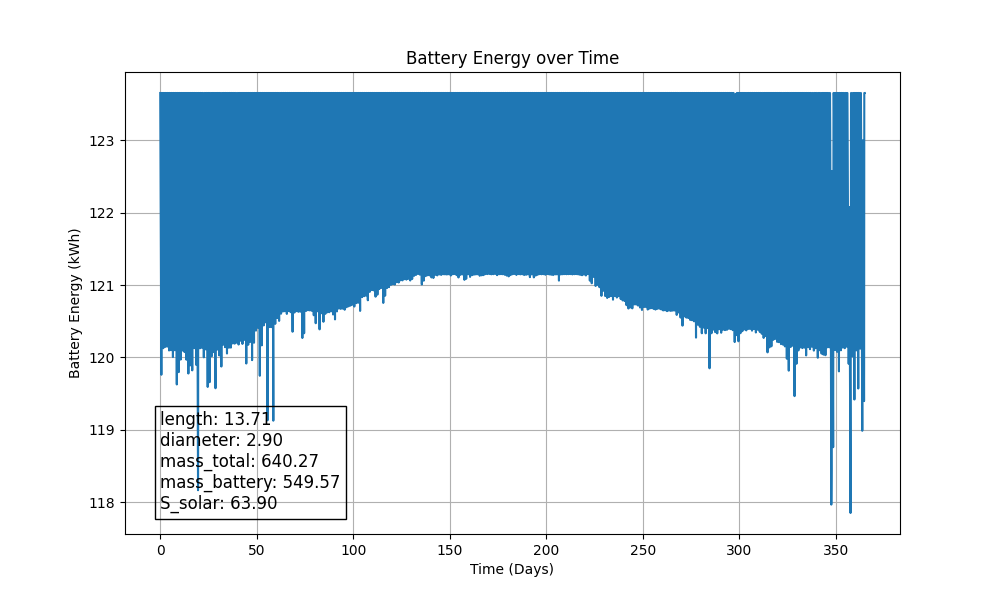 Battery Energy over Time
Battery Energy (kWh)
123
122
121
120
119
118
length: 13.71
diameter: 2.90
mass_total: 640.27
mass_battery: 549.57
S_solar: 63.90
0 50 100 150 200 250 300 350
Time (Days)